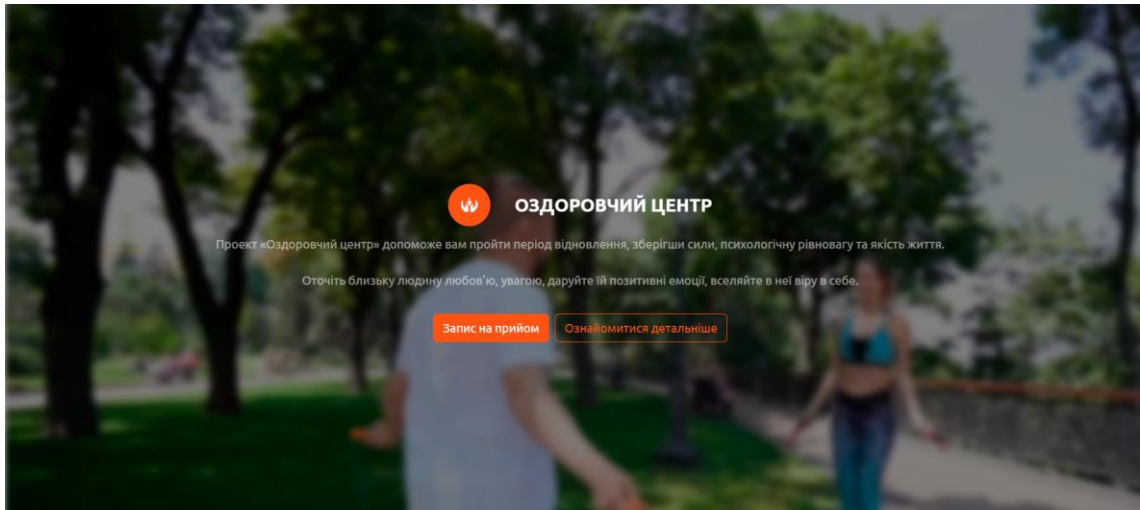 ОЗДОРОВЧИЙ ЦЕНТР
Проект «Оздоровчий центр» допоможе вам пройти період відновлення, зберігши сили, психологічну рівновагу та якість життя.
Оточіть близьку людину любов'ю, увагою, даруйте їй позитивні емоції, вселяйте в неї віру в себе.
Запис на прийом Ознайомитися детальніше